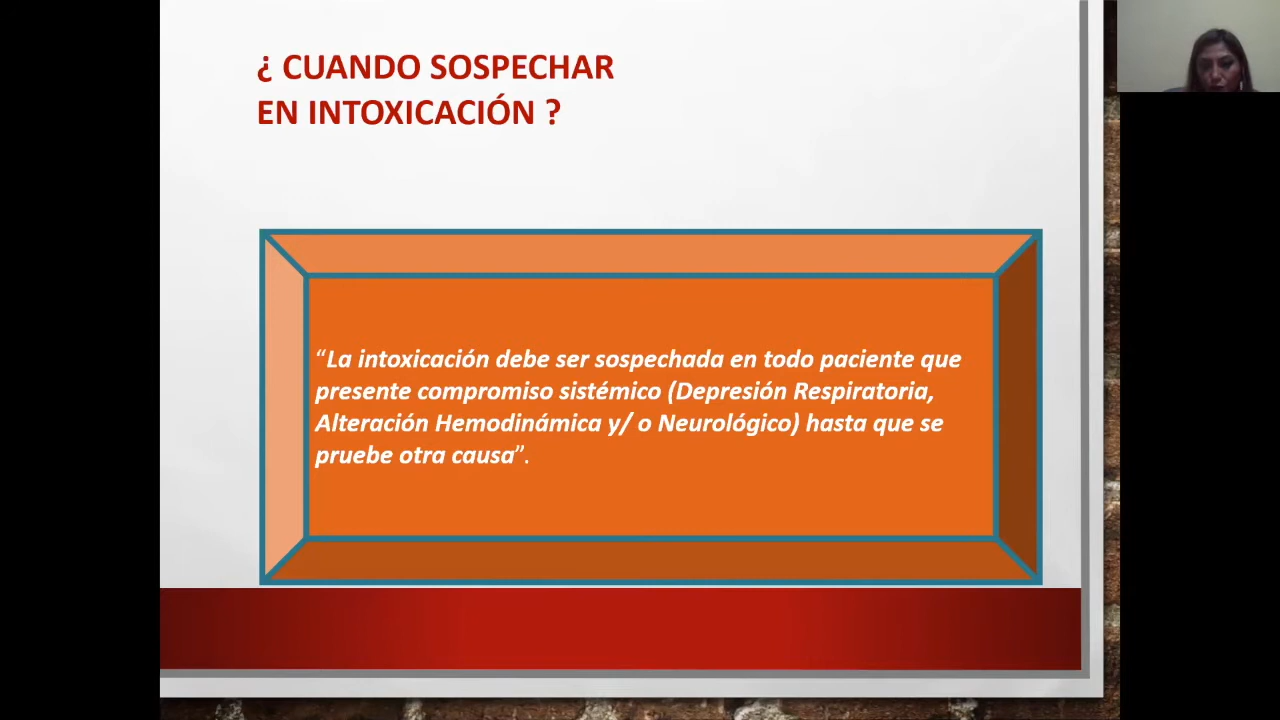 ¿ CUANDO SOSPECHAR
EN INTOXICACIÓN ?
“La intoxicación debe ser sospechada en todo paciente que
presente compromiso sistémico (Depresión Respiratoria,
Alteración Hemodinámica y/ o Neurológico) hasta que se
pruebe otra causa”.